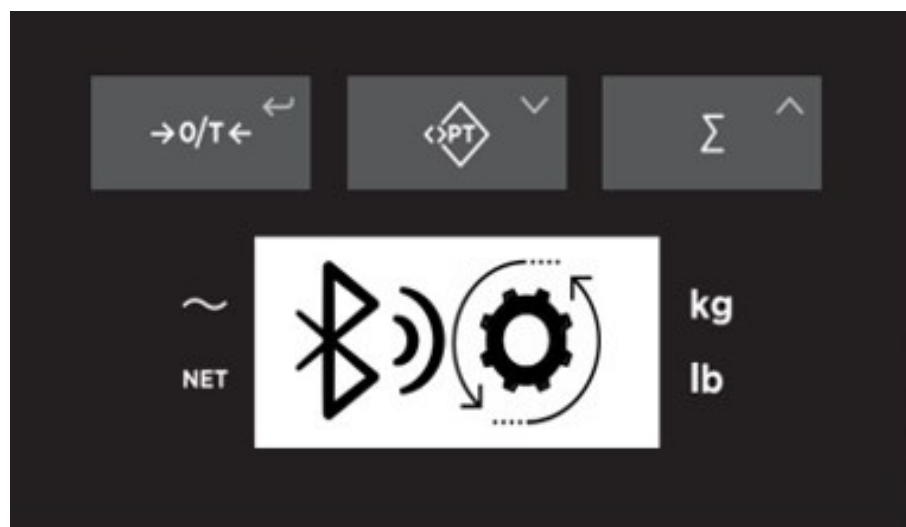 →0/T←
<>PT
Σ
~
kg
NET
lb